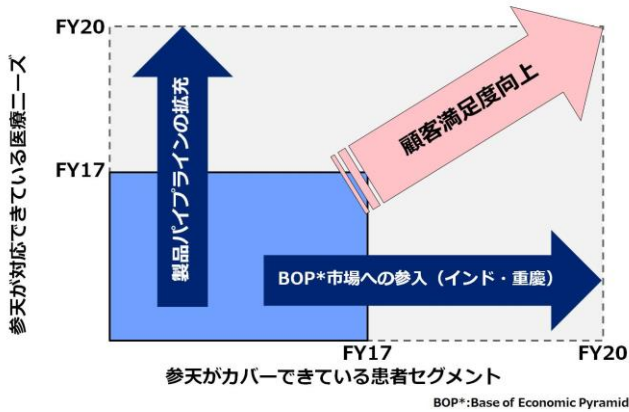 FY20
参天が対応できている医療ニーズ
製品パイプラインの拡充
顧客満足度向上
FY17
BOP*市場への参入（インド・重慶）
FY17
FY20
参天がカバーできている患者セグメント
BOP*:Base of Economic Pyramid